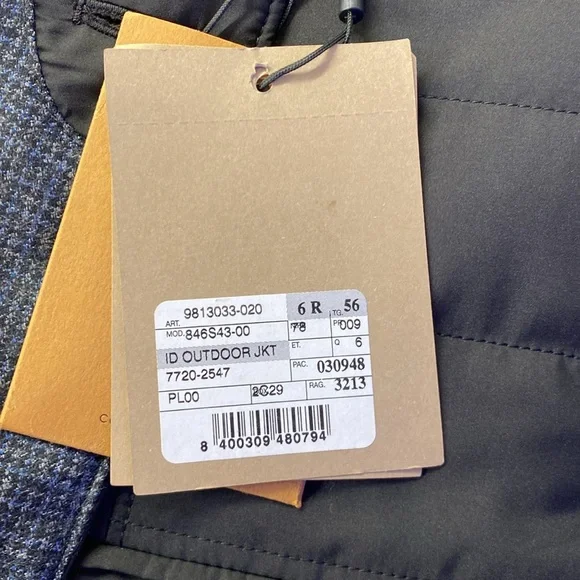 ART. 9813033-020 6 R TG. 56
MOD. 846S43-00 78 009
ID OUTDOOR JKT ET. Q 6
7720-2547 PAC. 030948
PL00 2C29 RAG. 3213
8 400309 480794